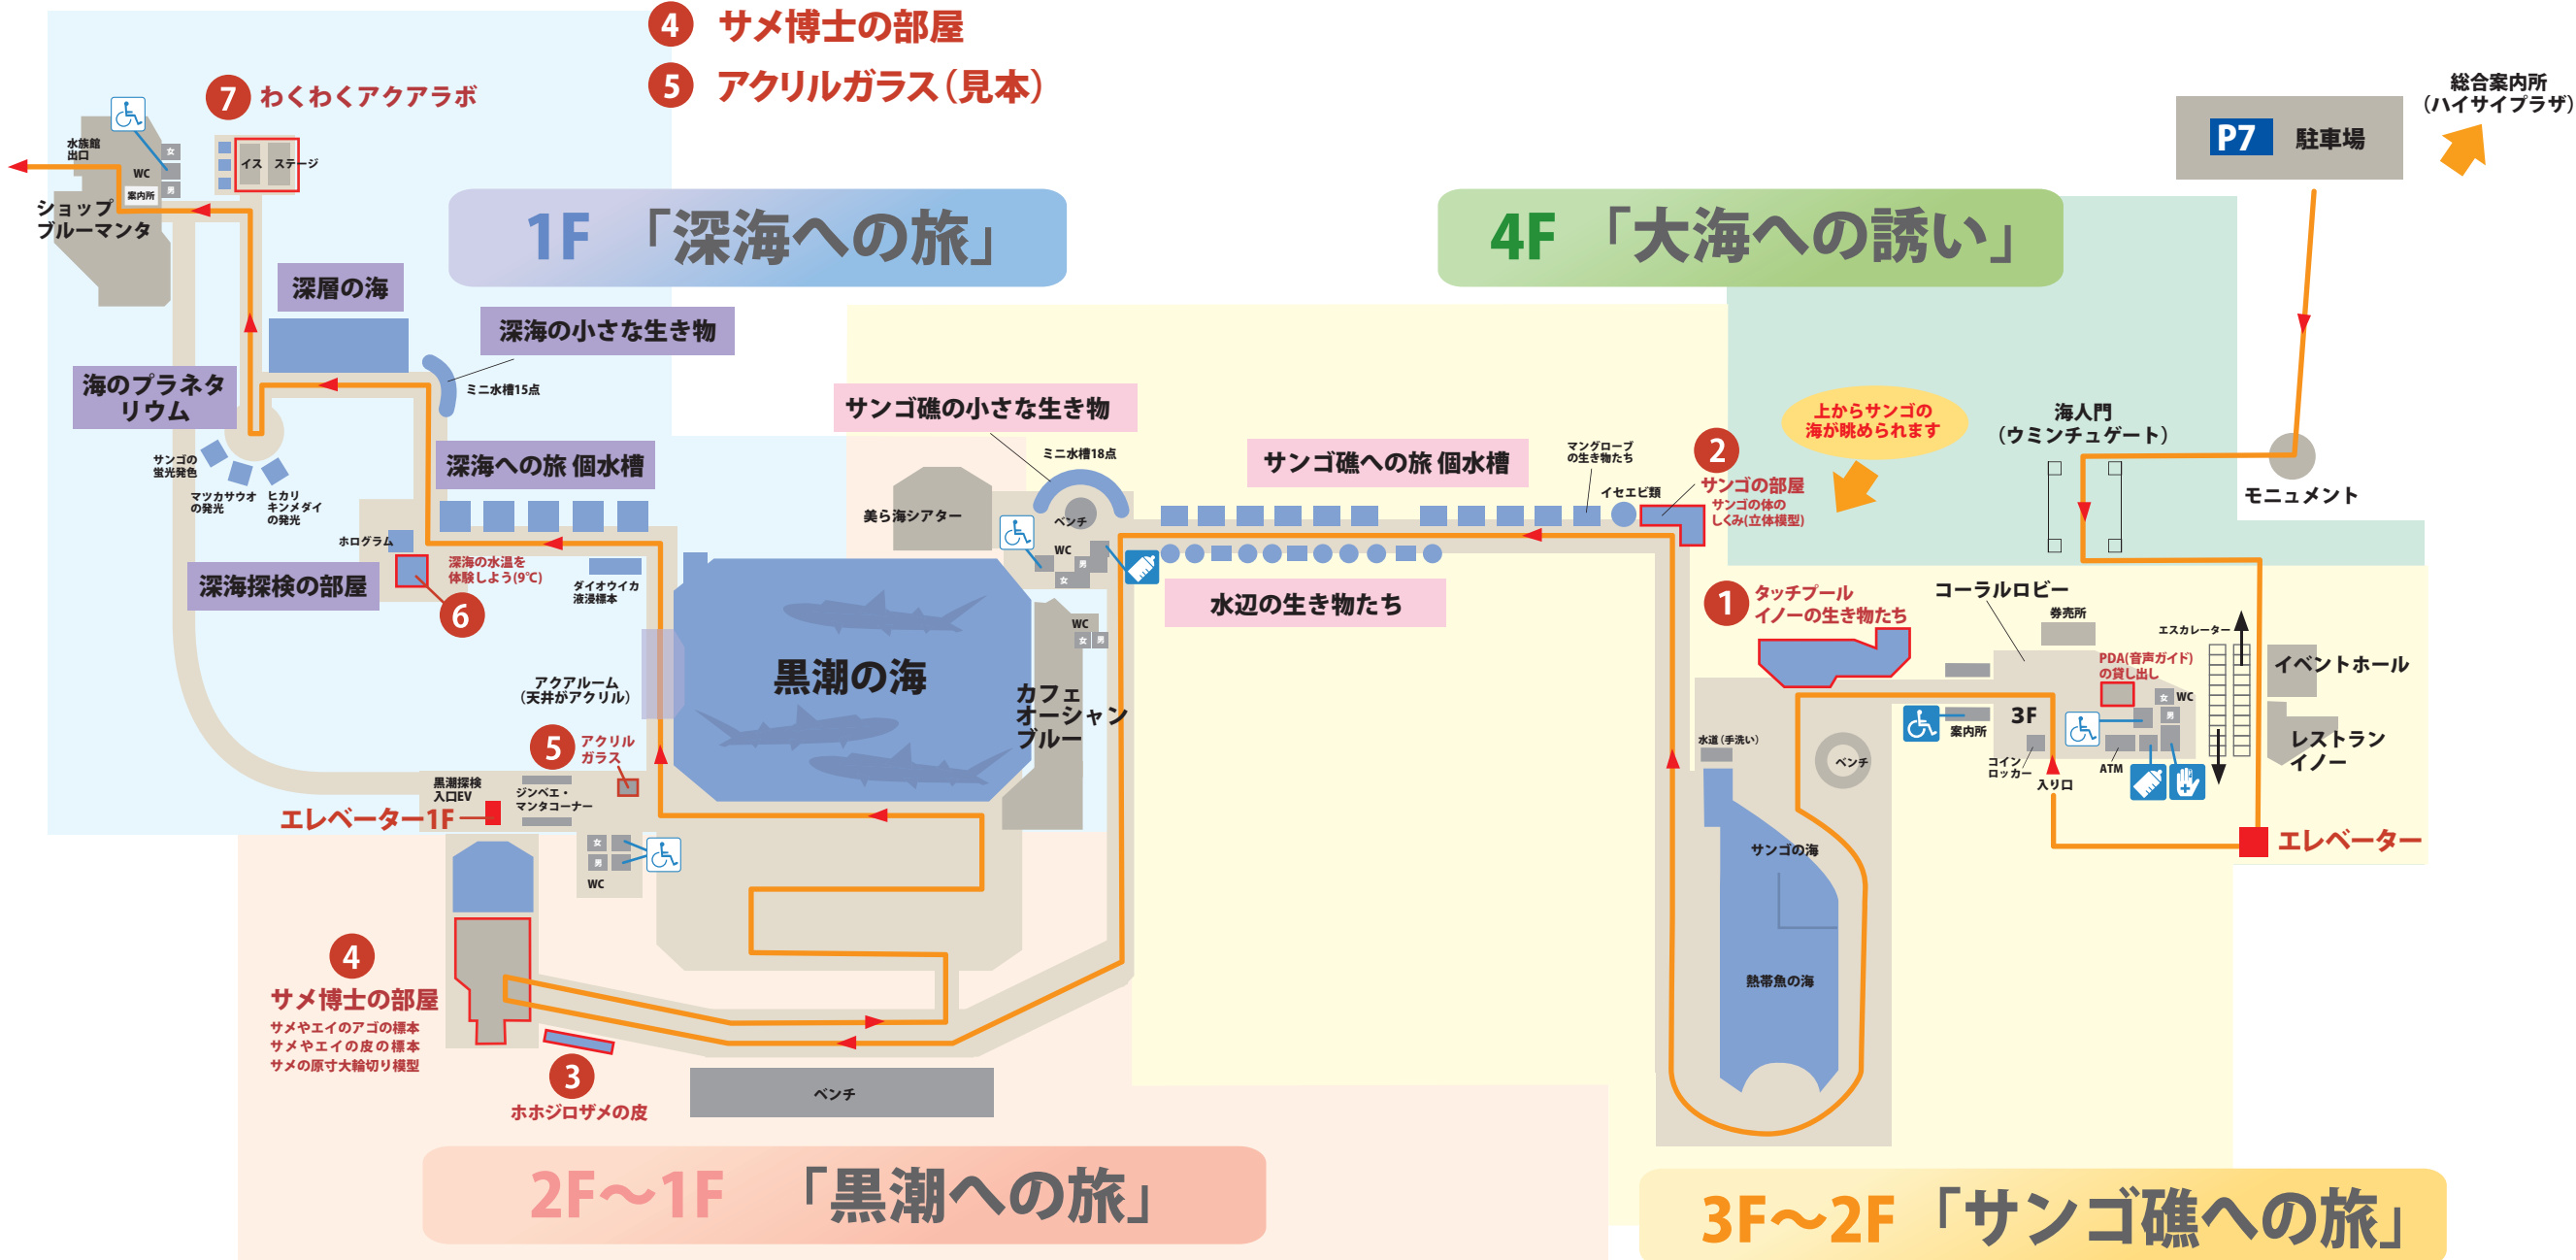 4 サメ博士の部屋
5 アクリルガラス（見本）
総合案内所
（ハイサイプラザ）
P7 駐車場
7 わくわくアクアラボ
水族館
出口
WC
女
男
案内所
イス ステージ
ショップ
ブルーマンタ
1F 「深海への旅」
4F 「大海への誘い」
深層の海
深海の小さな生き物
ミニ水槽15点
海のプラネタ
リウム
サンゴの
蛍光発色
マツカサウオ
の発光
ヒカリ
キンメダイ
の発光
深海への旅 個水槽
ホログラム
深海探検の部屋
深海の水温を
体験しよう(9℃)
6
ダイオウイカ
液浸標本
サンゴ礁の小さな生き物
ミニ水槽18点
美ら海シアター
ベンチ
WC
男
女
サンゴ礁への旅 個水槽
マングローブ
の生き物たち
イセエビ類
2
サンゴの部屋
サンゴの体の
しくみ(立体模型)
上からサンゴの
海が眺められます
海人門
（ウミンチュゲート）
モニュメント
水辺の生き物たち
1 タッチプール
イノーの生き物たち
コーラルロビー
券売所
エスカレーター
PDA(音声ガイド)
の貸し出し
女 WC
男
イベントホール
レストラン
イノー
3F
案内所
コイン
ロッカー
ATM
入り口
エレベーター
黒潮の海
WC
女 男
カフェ
オーシャン
ブルー
アクアルーム
（天井がアクリル）
5 アクリル
ガラス
黒潮探検
入口EV
ジンベエ・
マンタコーナー
エレベーター1F
女
男
WC
水道（手洗い）
ベンチ
サンゴの海
熱帯魚の海
4
サメ博士の部屋
サメやエイのアゴの標本
サメやエイの皮の標本
サメの原寸大輪切り模型
3
ホホジロザメの皮
ベンチ
2F～1F 「黒潮への旅」
3F～2F 「サンゴ礁への旅」